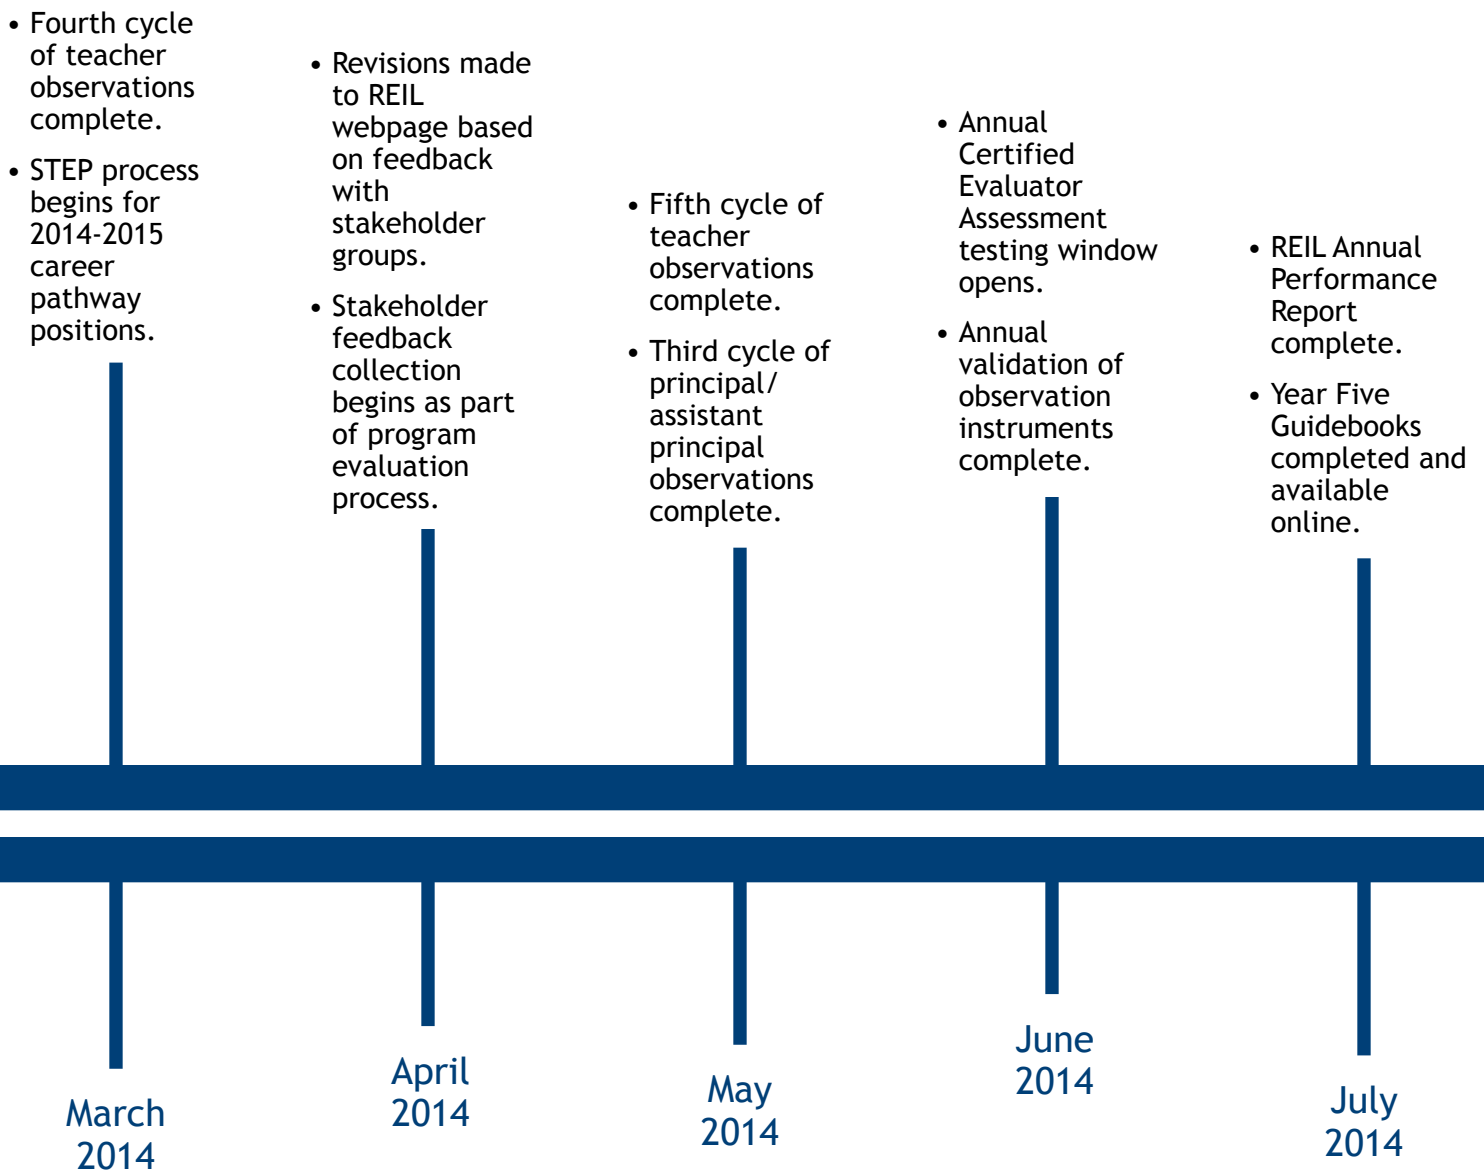 • Fourth cycle
of teacher
observations
complete.
• STEP process
begins for
2014-2015
career
pathway
positions.
• Revisions made
to REIL
webpage based
on feedback
with
stakeholder
groups.
• Stakeholder
feedback
collection
begins as part
of program
evaluation
process.
• Fifth cycle of
teacher
observations
complete.
• Third cycle of
principal/
assistant
principal
observations
complete.
• Annual
Certified
Evaluator
Assessment
testing window
opens.
• Annual
validation of
observation
instruments
complete.
• REIL Annual
Performance
Report
complete.
• Year Five
Guidebooks
completed and
available
online.
March
2014
April
2014
May
2014
June
2014
July
2014